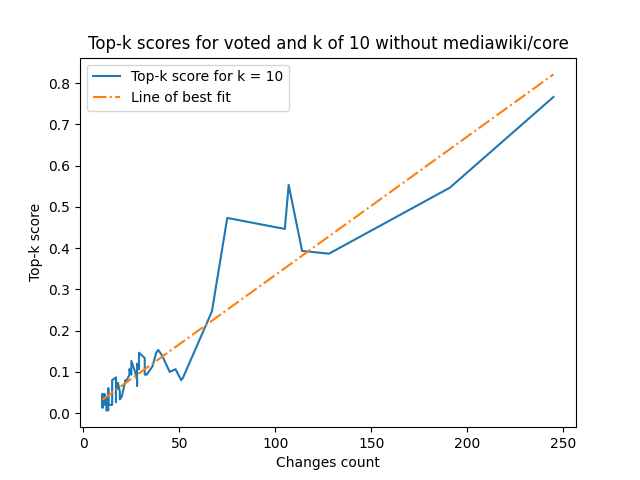 Top-k scores for voted and k of 10 without mediawiki/core
Top-k score for k = 10
Line of best fit
Top-k score
0.8
0.7
0.6
0.5
0.4
0.3
0.2
0.1
0.0
0 50 100 150 200 250
Changes count